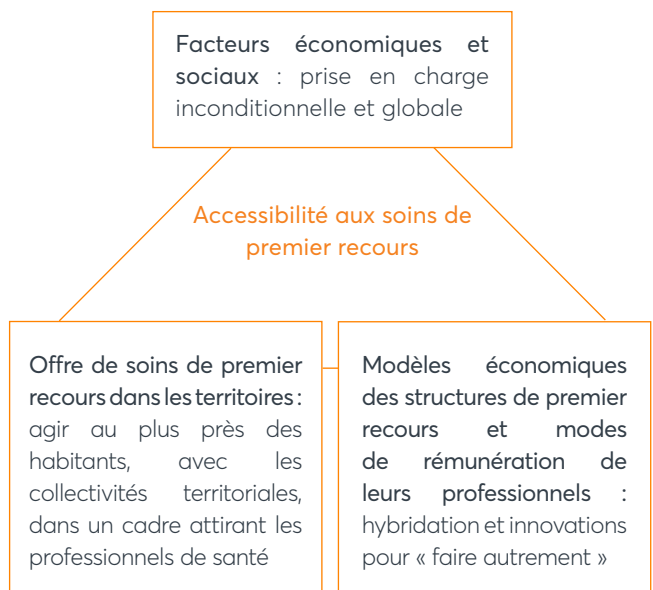 Facteurs économiques et
sociaux : prise en charge
inconditionnelle et globale
Accessibilité aux soins de
premier recours
Offre de soins de premier
recours dans les territoires :
agir au plus près des
habitants, avec les
collectivités territoriales,
dans un cadre attirant les
professionnels de santé
Modèles économiques
des structures de premier
recours et modes
de rémunération de
leurs professionnels :
hybridation et innovations
pour « faire autrement »